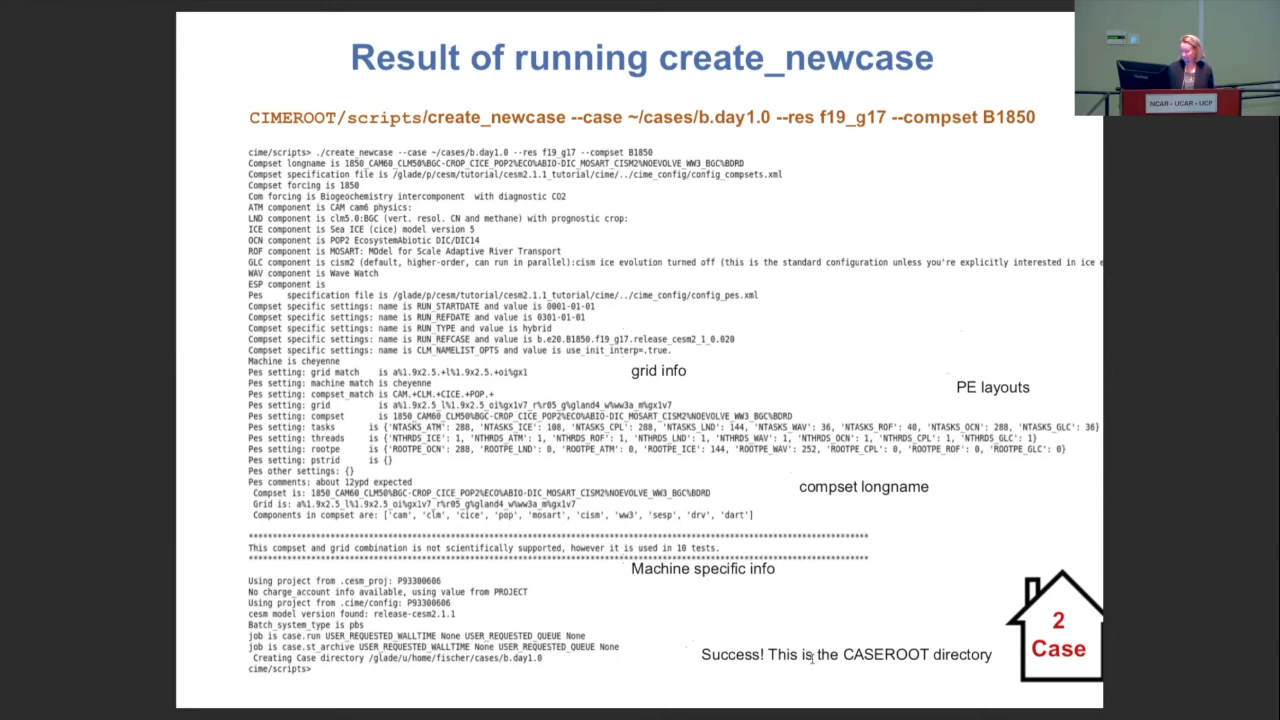 Result of running create_newcase
CIMEROOT/scripts/create_newcase --case ~/cases/b.day1.0 --res f19_g17 --compset B1850
cime/scripts> ./create_newcase --case ~/cases/b.day1.0 --res f19_g17 --compset B1850
Compset longname is 1850_CAM60_CLM50%BGC-CROP_CICE_POP2%ECO%ABIO-DIC_MOSART_CISM2%NOEVOLVE_WW3_BGC%BDRD
Compset specification file is /glade/p/cesm/tutorial/cesm2.1.1_tutorial/cime/../cime_config/config_compsets.xml
Compset forcing is 1850
Com forcing is Biogeochemistry intercomponent  with diagnostic CO2
ATM component is CAM cam6 physics:
LND component is clm5.0:BGC (vert. resol. CN and methane) with prognostic crop:
ICE component is Sea ICE (cice) model version 5
OCN component is POP2 EcosystemAbiotic DIC/DIC14
ROF component is MOSART: MOdel for Scale Adaptive River Transport
GLC component is cism2 (default, higher-order, can run in parallel):cism ice evolution turned off (this is the standard configuration unless you're explicitly interested in ice e
WAV component is Wave Watch
ESP component is
Pes     specification file is /glade/p/cesm/tutorial/cesm2.1.1_tutorial/cime/../cime_config/config_pes.xml
Compset specific settings: name is RUN_STARTDATE and value is 0001-01-01
Compset specific settings: name is RUN_REFDATE and value is 0301-01-01
Compset specific settings: name is RUN_TYPE and value is hybrid
Compset specific settings: name is RUN_REFCASE and value is b.e20.B1850.f19_g17.release_cesm2_1_0.020
Compset specific settings: name is CLM_NAMELIST_OPTS and value is use_init_interp=.true.
Machine is cheyenne
Pes setting: grid match    is a%1.9x2.5.+l%1.9x2.5.+oi%gx1
grid info
Pes setting: machine match is cheyenne
PE layouts
Pes setting: compset_match is CAM.+CLM.+CICE.+POP.+
Pes setting: grid          is a%1.9x2.5_l%1.9x2.5_oi%gx1v7_r%r05_g%gland4_w%ww3a_m%gx1v7
Pes setting: compset       is 1850_CAM60_CLM50%BGC-CROP_CICE_POP2%ECO%ABIO-DIC_MOSART_CISM2%NOEVOLVE_WW3_BGC%BDRD
Pes setting: tasks       is {'NTASKS_ATM': 288, 'NTASKS_ICE': 108, 'NTASKS_CPL': 288, 'NTASKS_LND': 144, 'NTASKS_WAV': 36, 'NTASKS_ROF': 40, 'NTASKS_OCN': 288, 'NTASKS_GLC': 36}
Pes setting: threads     is {'NTHRDS_ICE': 1, 'NTHRDS_ATM': 1, 'NTHRDS_ROF': 1, 'NTHRDS_LND': 1, 'NTHRDS_WAV': 1, 'NTHRDS_OCN': 1, 'NTHRDS_CPL': 1, 'NTHRDS_GLC': 1}
Pes setting: rootpe      is {'ROOTPE_OCN': 288, 'ROOTPE_LND': 0, 'ROOTPE_ATM': 0, 'ROOTPE_ICE': 144, 'ROOTPE_WAV': 252, 'ROOTPE_CPL': 0, 'ROOTPE_ROF': 0, 'ROOTPE_GLC': 0}
Pes setting: pstrid      is {}
Pes other settings: {}
Pes comments: about 12ypd expected
compset longname
Compset is: 1850_CAM60_CLM50%BGC-CROP_CICE_POP2%ECO%ABIO-DIC_MOSART_CISM2%NOEVOLVE_WW3_BGC%BDRD
Grid is: a%1.9x2.5_l%1.9x2.5_oi%gx1v7_r%r05_g%gland4_w%ww3a_m%gx1v7
Components in compset are: ['cam', 'clm', 'cice', 'pop', 'mosart', 'cism', 'ww3', 'sesp', 'drv', 'dart']
This compset and grid combination is not scientifically supported, however it is used in 10 tests.
Machine specific info
Using project from .cesm_proj: P93300606
No charge_account info available, using value from PROJECT
Using project from .cime/config: P93300606
cesm model version found: release-cesm2.1.1
Batch_system_type is pbs
job is case.run USER_REQUESTED_WALLTIME None USER_REQUESTED_QUEUE None
job is case.st_archive USER_REQUESTED_WALLTIME None USER_REQUESTED_QUEUE None
Creating Case directory /glade/u/home/fischer/cases/b.day1.0
cime/scripts>
Success! This is the CASEROOT directory
2
Case
NCAR • UCAR • UCP